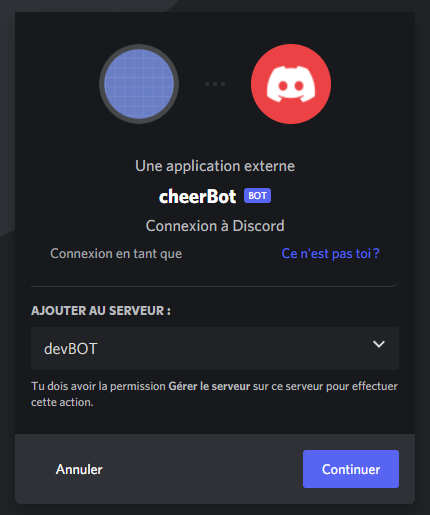 Une application externe
cheerBot BOT
Connexion à Discord
Connexion en tant que Ce n'est pas toi ?
AJOUTER AU SERVEUR :
devBOT
Tu dois avoir la permission Gérer le serveur sur ce serveur pour effectuer
cette action.
Annuler Continuer